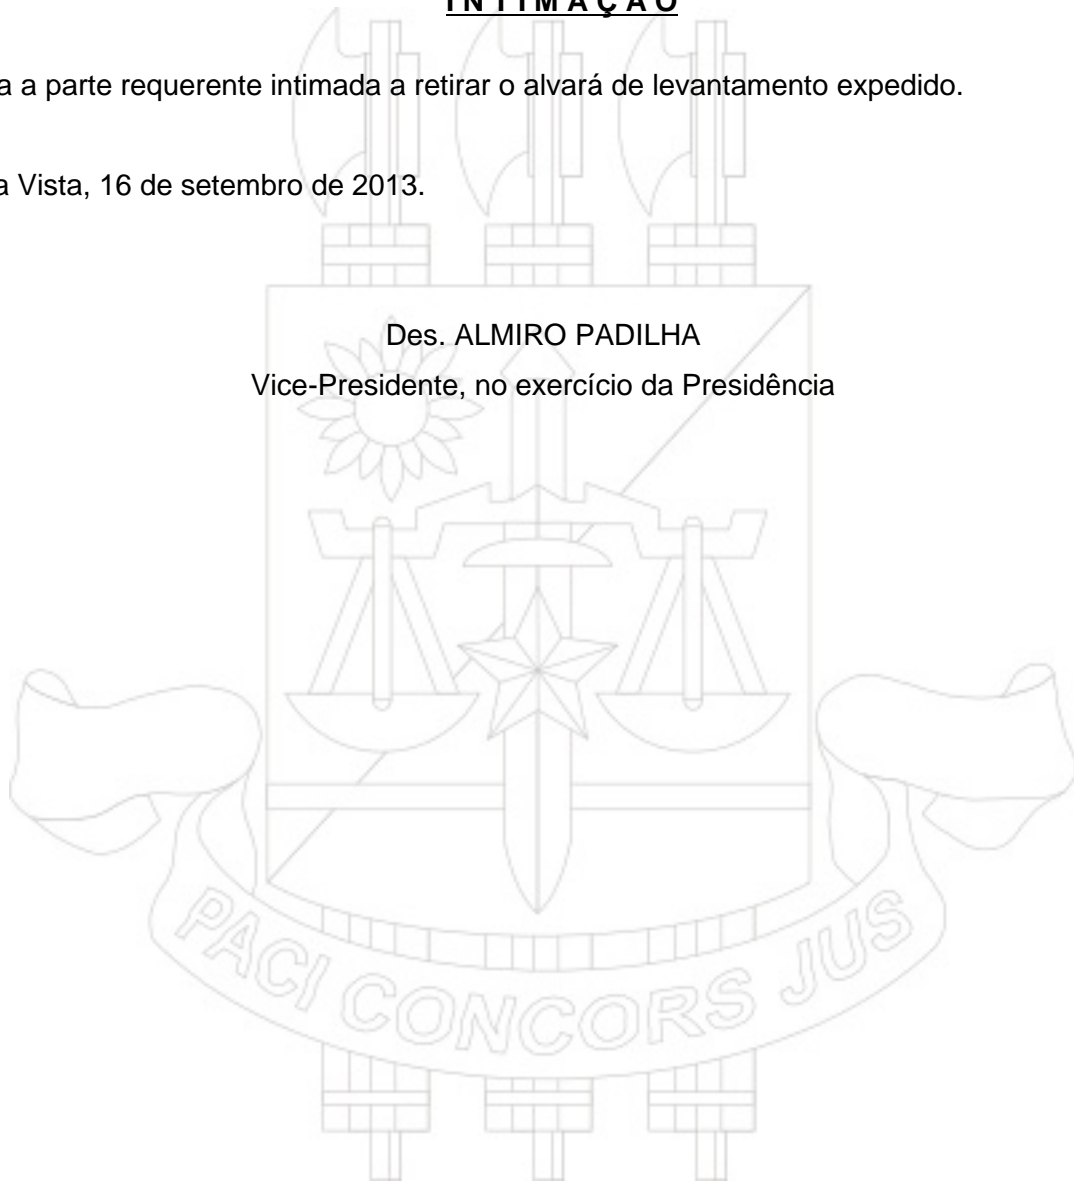 INTIMAÇÃO
a a parte requerente intimada a retirar o alvará de levantamento expedido.
a Vista, 16 de setembro de 2013.
Des. ALMIRO PADILHA
Vice-Presidente, no exercício da Presidência
PACI CONCORS JUS